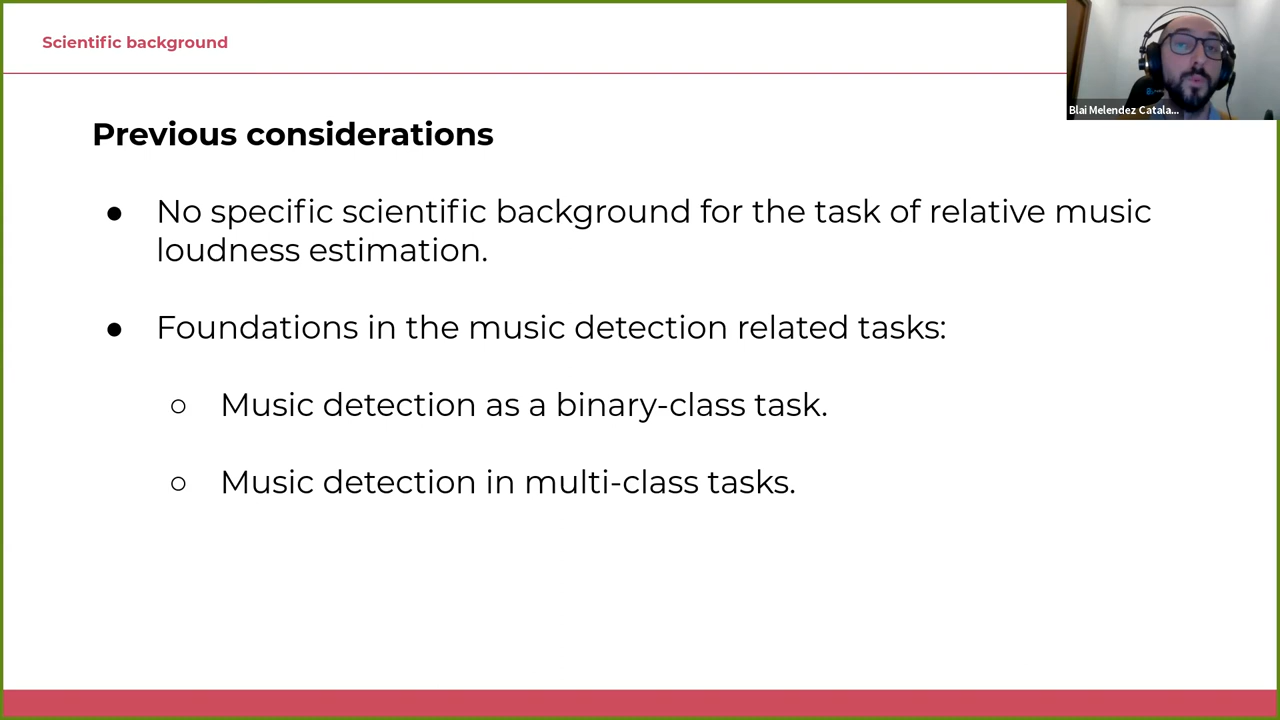 Scientific background
Blai Melendez Catala...
Previous considerations
● No specific scientific background for the task of relative music
loudness estimation.
● Foundations in the music detection related tasks:
○ Music detection as a binary-class task.
○ Music detection in multi-class tasks.